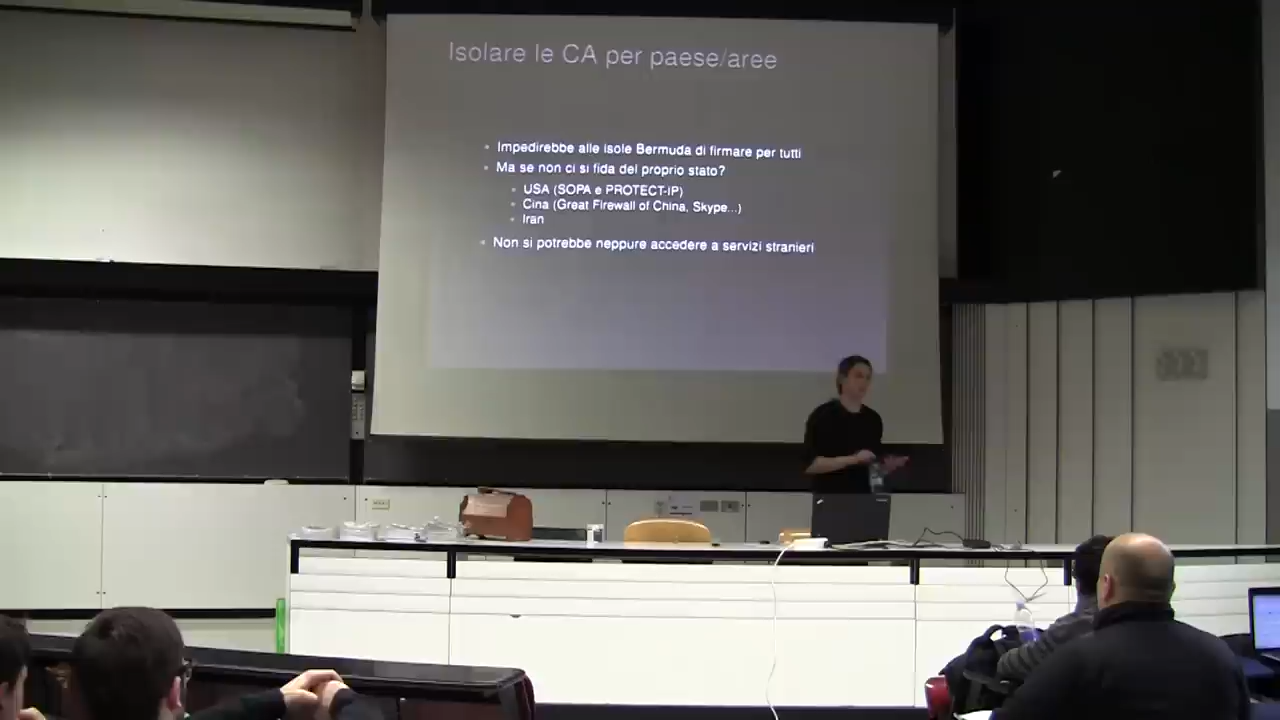 Isolare le CA per paese/aree
Impedirebbe alle isole Bermuda di firmare per tutti
Ma se non ci si fida del proprio stato?
USA (SOPA e PROTECT-IP)
Cina (Great Firewall of China, Skype...)
Iran
Non si potrebbe neppure accedere a servizi stranieri